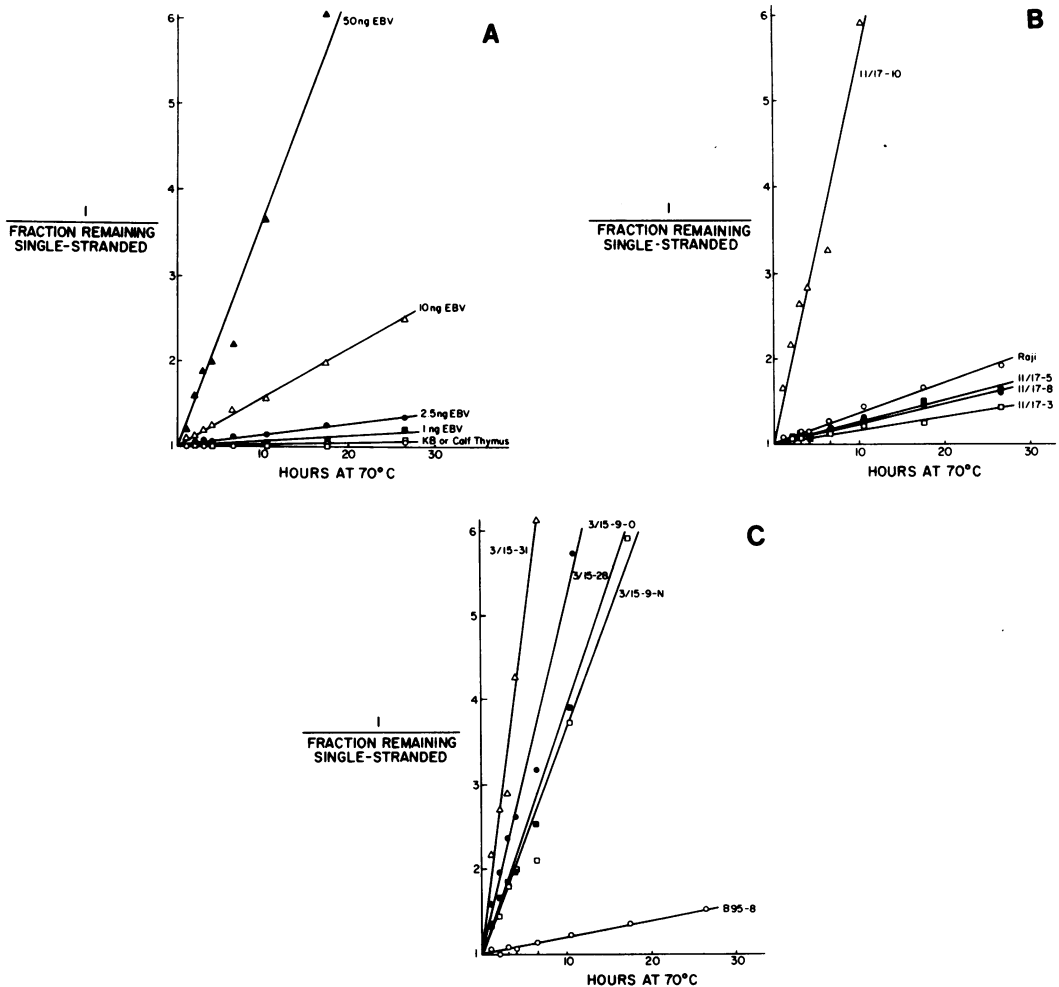 A
6
5
4
3
2
1
50ng EBV
10ng EBV
2.5ng EBV
1 ng EBV
KB or Calf Thymus
1
FRACTION REMAINING
SINGLE-STRANDED
10
20
30
HOURS AT 70°C
B
6
5
4
3
2
1
11/17-10
Raji
11/17-5
11/17-8
11/17-3
1
FRACTION REMAINING
SINGLE-STRANDED
10
20
30
HOURS AT 70°C
C
6
5
4
3
2
1
3/15-31
3/15-9-O
3/15-28
3/15-9-N
B95-8
1
FRACTION REMAINING
SINGLE-STRANDED
10
20
30
HOURS AT 70°C